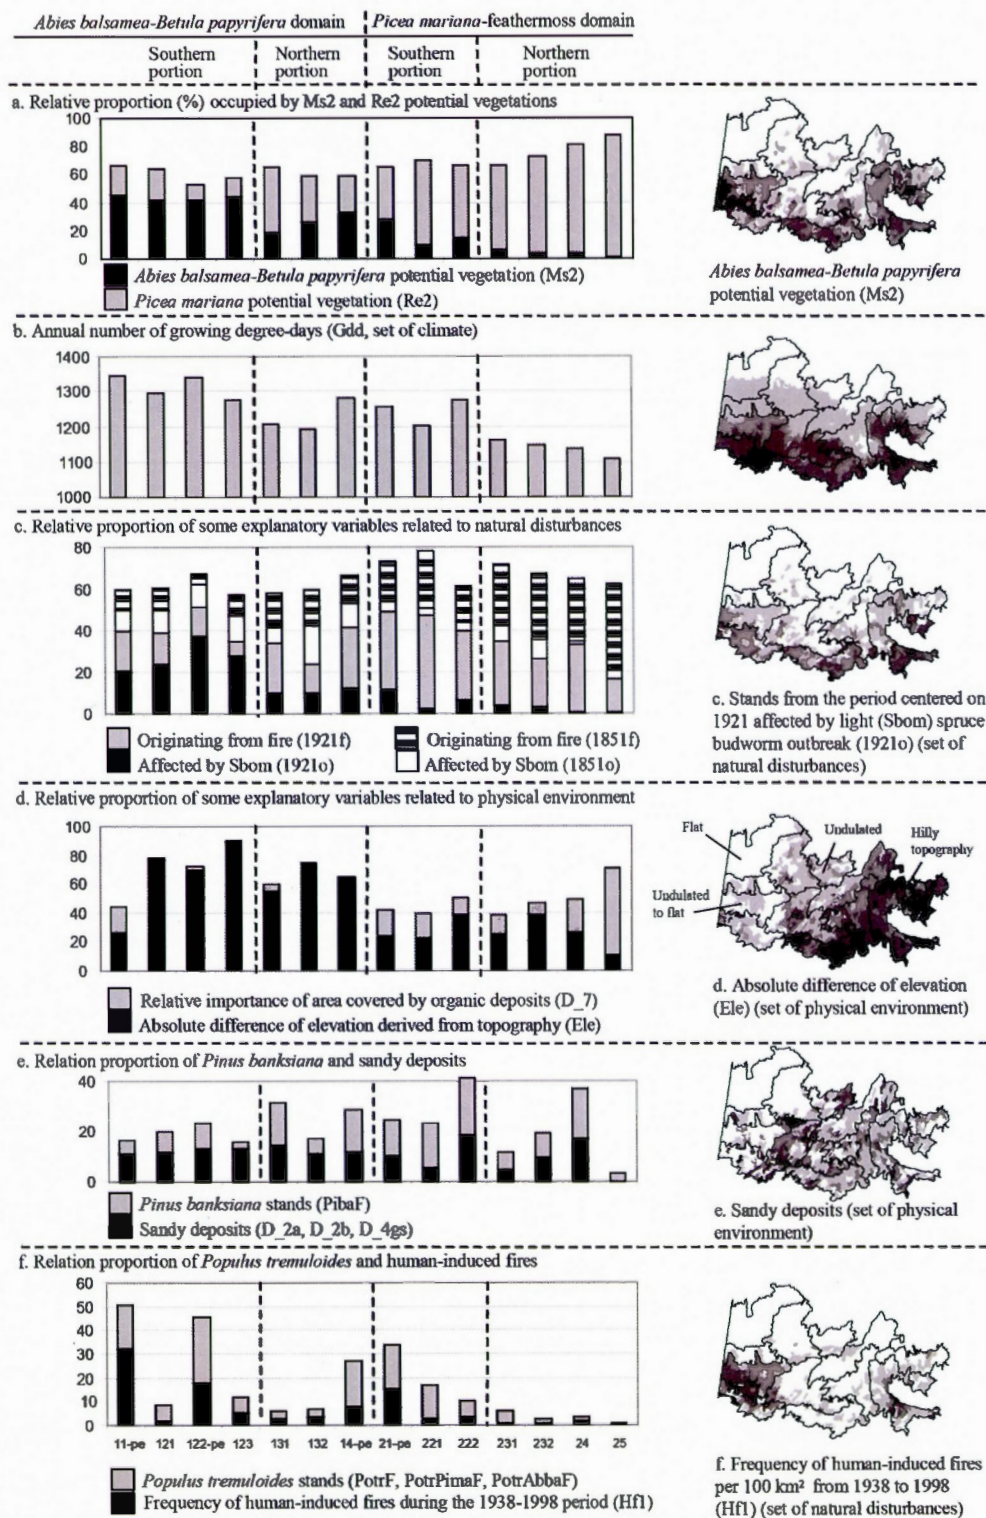 Abies balsamea-Betula papyrifera domain
Picea mariana-feathermoss domain
Southern portion
Northern portion
Southern portion
Northern portion
a. Relative proportion (%) occupied by Ms2 and Re2 potential vegetations
100
80
60
40
20
0
Abies balsamea-Betula papyrifera potential vegetation (Ms2)
Picea mariana potential vegetation (Re2)
Abies balsamea-Betula papyrifera
potential vegetation (Ms2)
b. Annual number of growing degree-days (Gdd, set of climate)
1400
1300
1200
1100
1000
c. Relative proportion of some explanatory variables related to natural disturbances
80
60
40
20
0
Originating from fire (1921f)
Originating from fire (1851f)
Affected by Sbom (1921o)
Affected by Sbom (1851o)
c. Stands from the period centered on
1921 affected by light (Sbom) spruce
budworm outbreak (1921o) (set of
natural disturbances)
d. Relative proportion of some explanatory variables related to physical environment
100
80
60
40
20
0
Relative importance of area covered by organic deposits (D_7)
Absolute difference of elevation derived from topography (Ele)
Flat
Undulated
Hilly
topography
Undulated
to flat
d. Absolute difference of elevation
(Ele) (set of physical environment)
e. Relation proportion of Pinus banksiana and sandy deposits
40
20
0
Pinus banksiana stands (PibaF)
Sandy deposits (D_2a, D_2b, D_4gs)
e. Sandy deposits (set of physical
environment)
f. Relation proportion of Populus tremuloides and human-induced fires
60
50
40
30
20
10
0
11-pe 121 122-pe 123 131 132 14-pe 21-pe 221 222 231 232 24 25
Populus tremuloides stands (PotrF, PotrPimaF, PotrAbbaF)
Frequency of human-induced fires during the 1938-1998 period (Hf1)
f. Frequency of human-induced fires
per 100 km² from 1938 to 1998
(Hf1) (set of natural disturbances)